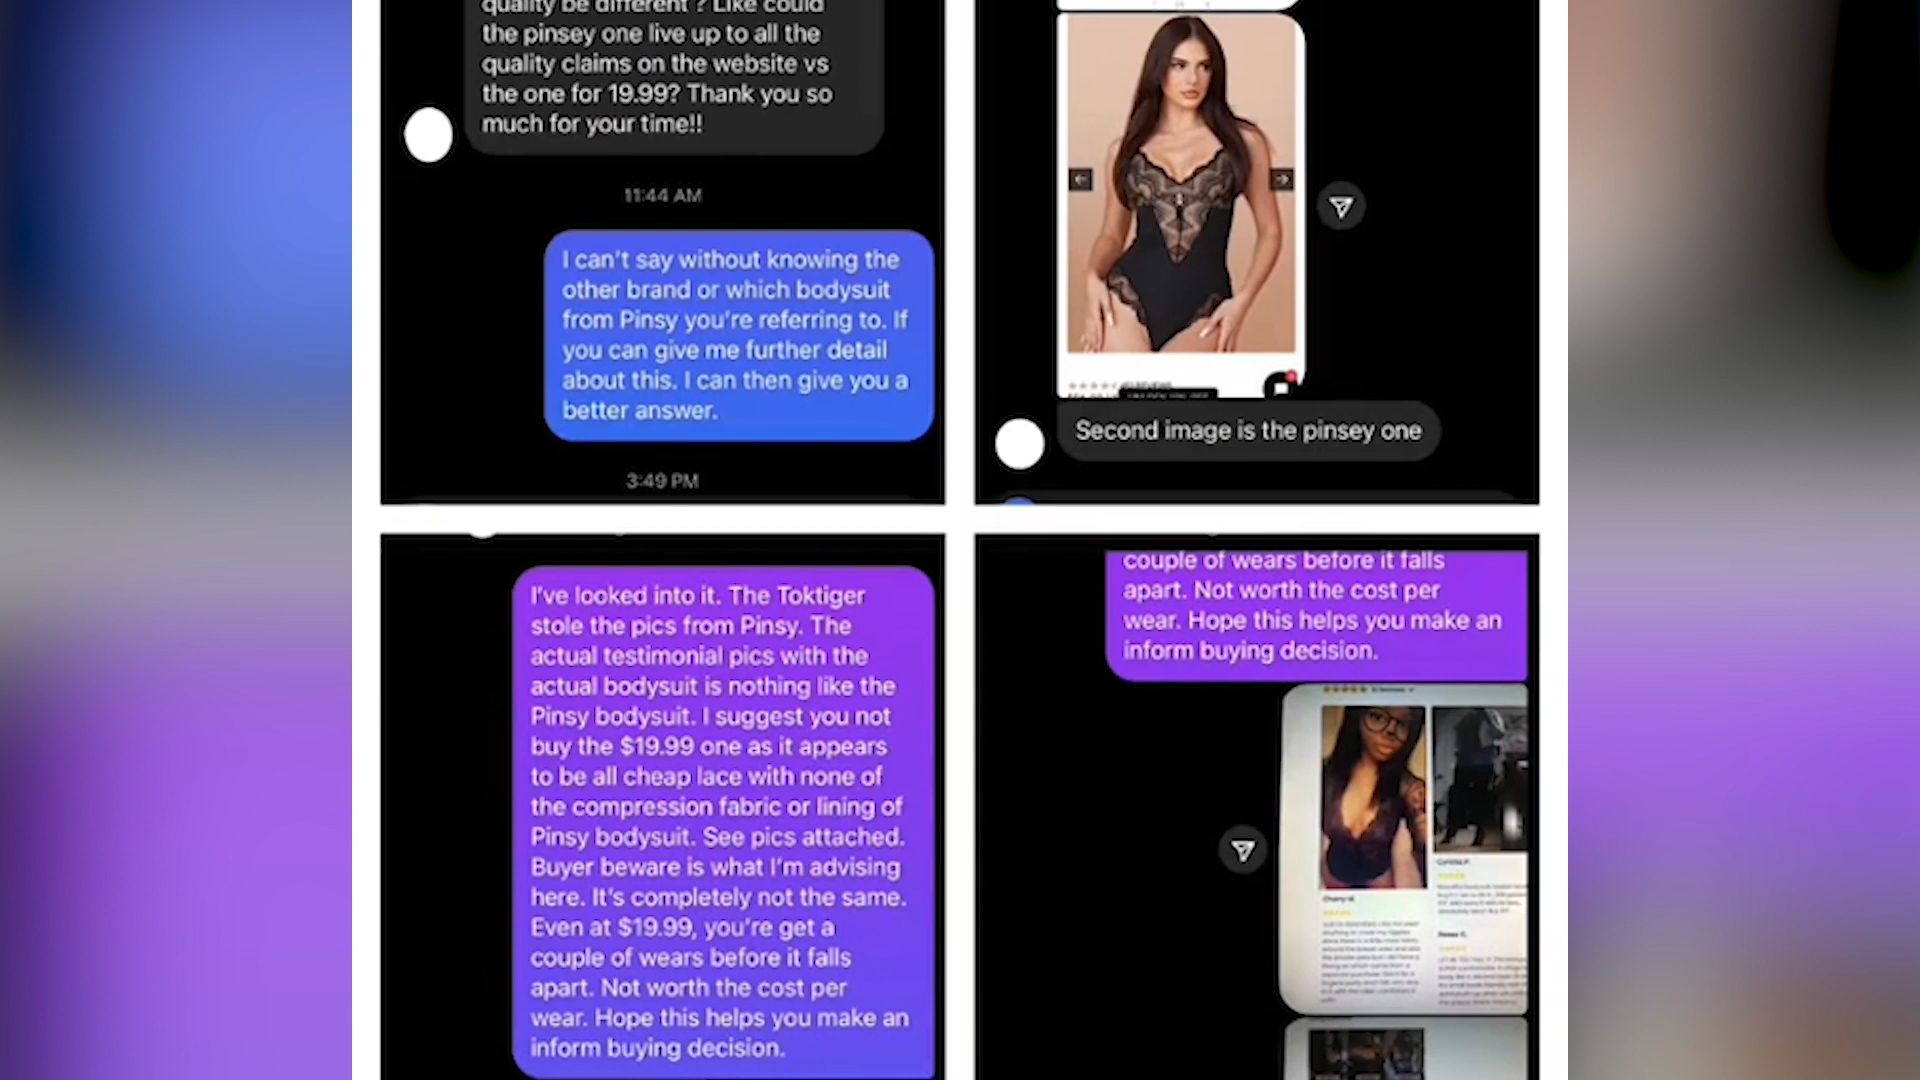 quality be different ? Like could
the pinsey one live up to all the
quality claims on the website vs
the one for 19.99? Thank you so
much for your time!!
11:44 AM
I can't say without knowing the
other brand or which bodysuit
from Pinsy you're referring to. If
you can give me further detail
about this. I can then give you a
better answer.
3:49 PM
Second image is the pinsey one
I've looked into it. The Toktiger
stole the pics from Pinsy. The
actual testimonial pics with the
actual bodysuit is nothing like the
Pinsy bodysuit. I suggest you not
buy the $19.99 one as it appears
to be all cheap lace with none of
the compression fabric or lining of
Pinsy bodysuit. See pics attached.
Buyer beware is what I'm advising
here. It's completely not the same.
Even at $19.99, you're get a
couple of wears before it falls
apart. Not worth the cost per
wear. Hope this helps you make an
inform buying decision.
couple of wears before it falls
apart. Not worth the cost per
wear. Hope this helps you make an
inform buying decision.